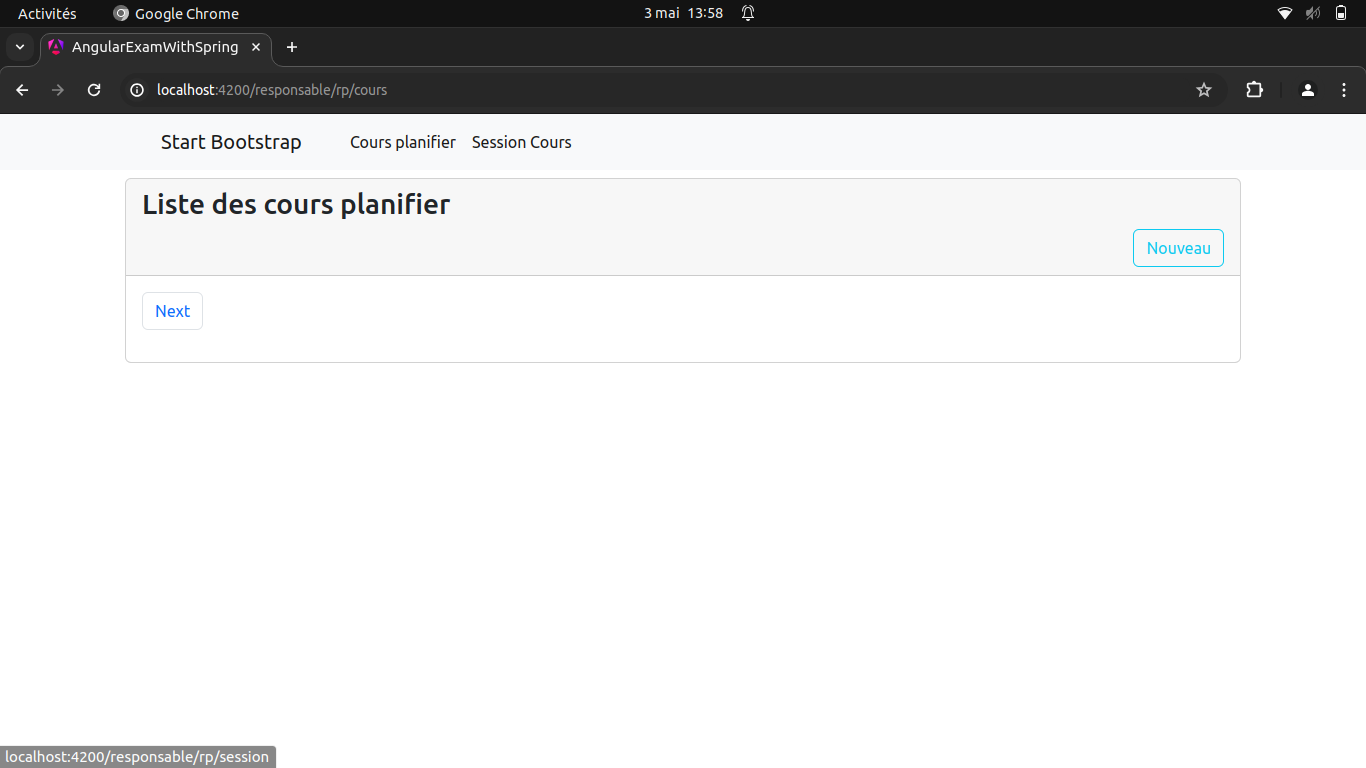 Activités Google Chrome 3 mai 13:58
AngularExamWithSpring
localhost:4200/responsable/rp/cours
Start Bootstrap Cours planifier Session Cours
Liste des cours planifier
Nouveau
Next
localhost:4200/responsable/rp/session